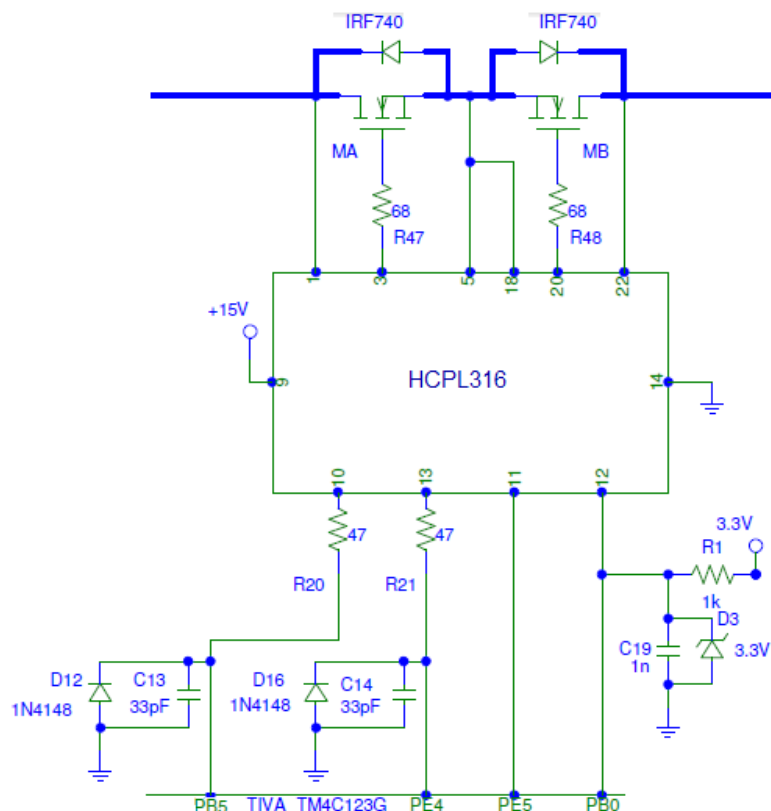 IRF740 IRF740
MA MB
68 68
R47 R48
1 3 5 18 20 22
+15V
9 HCPL316 14
10 13 11 12
47 47
3.3V
R1
R20 R21
1k
D3
D12 C13 D16 C14 C19 3.3V
1N4148 33pF 1N4148 33pF 1n
PB5 TIVA TM4C123G PE4 PE5 PB0